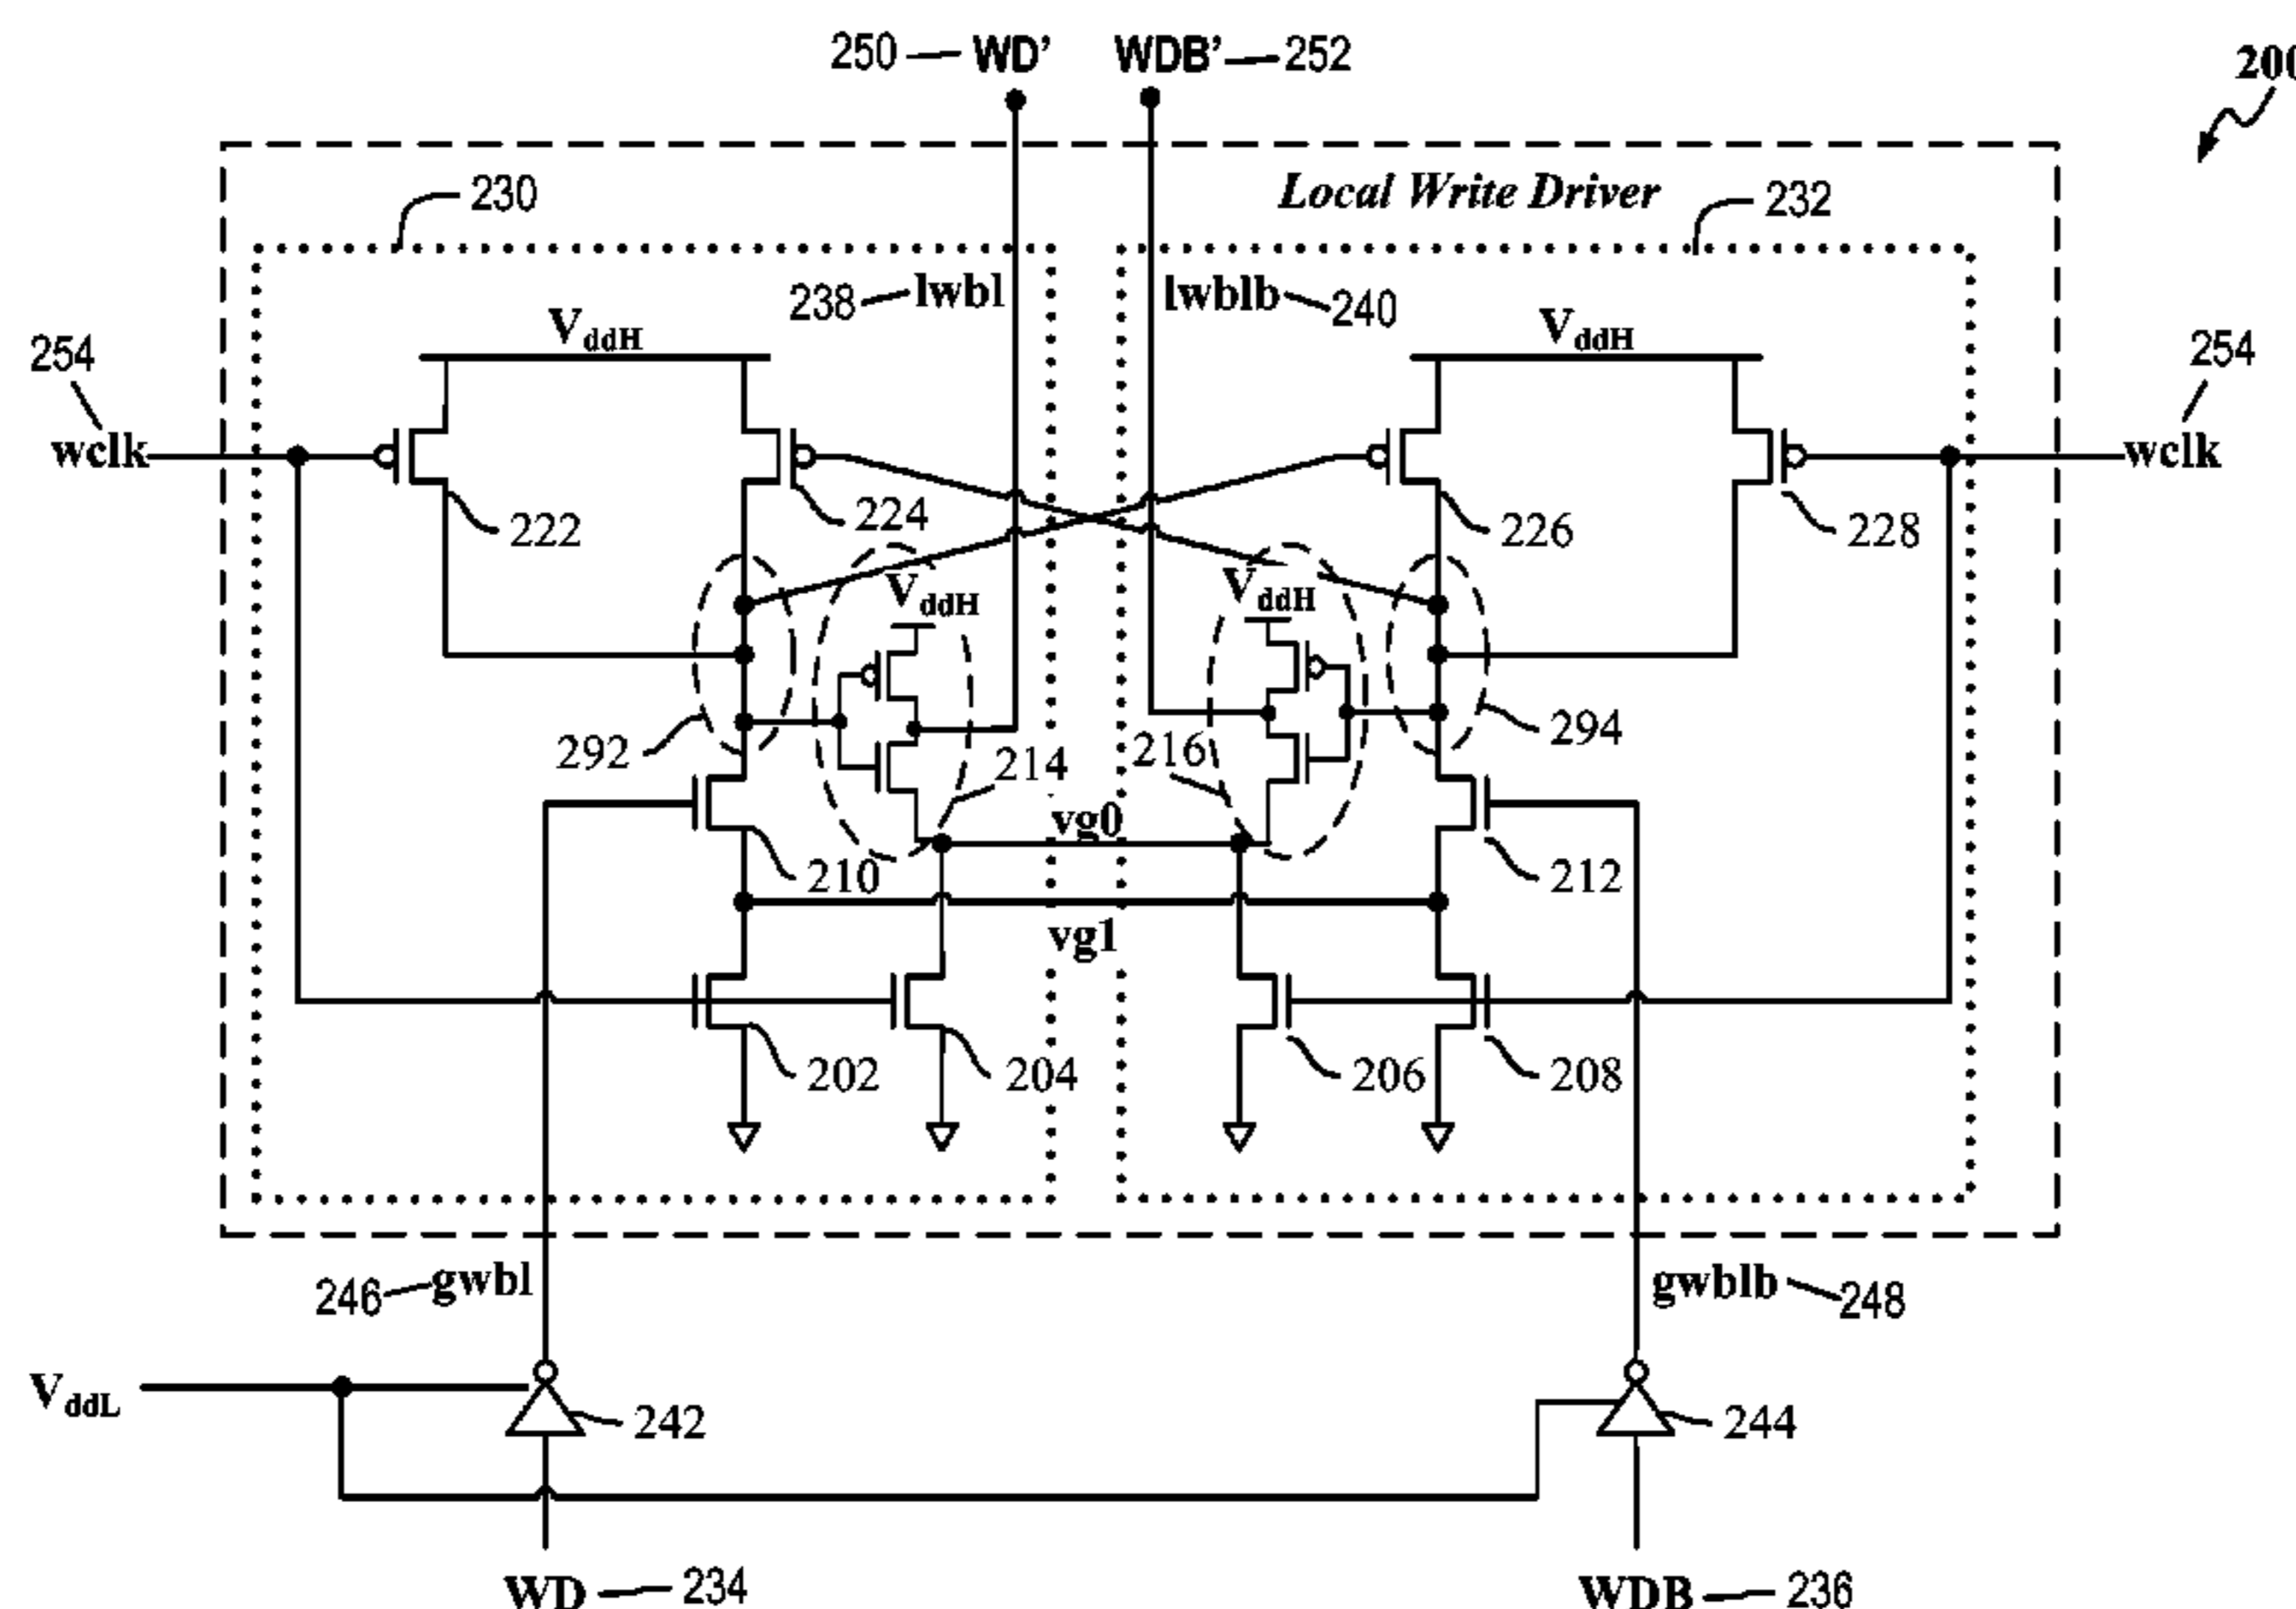 250 WD' WDB' 252
200
230
Local Write Driver
232
238 lwbl
lwblb 240
VddH
VddH
254
wclk
254
wclk
222
224
226
228
VddH
VddH
292
214
216
294
vg0
210
212
vg1
202
204
206
208
246 gwbl
gwblb 248
VddL
242
244
WD 234
WDB 236